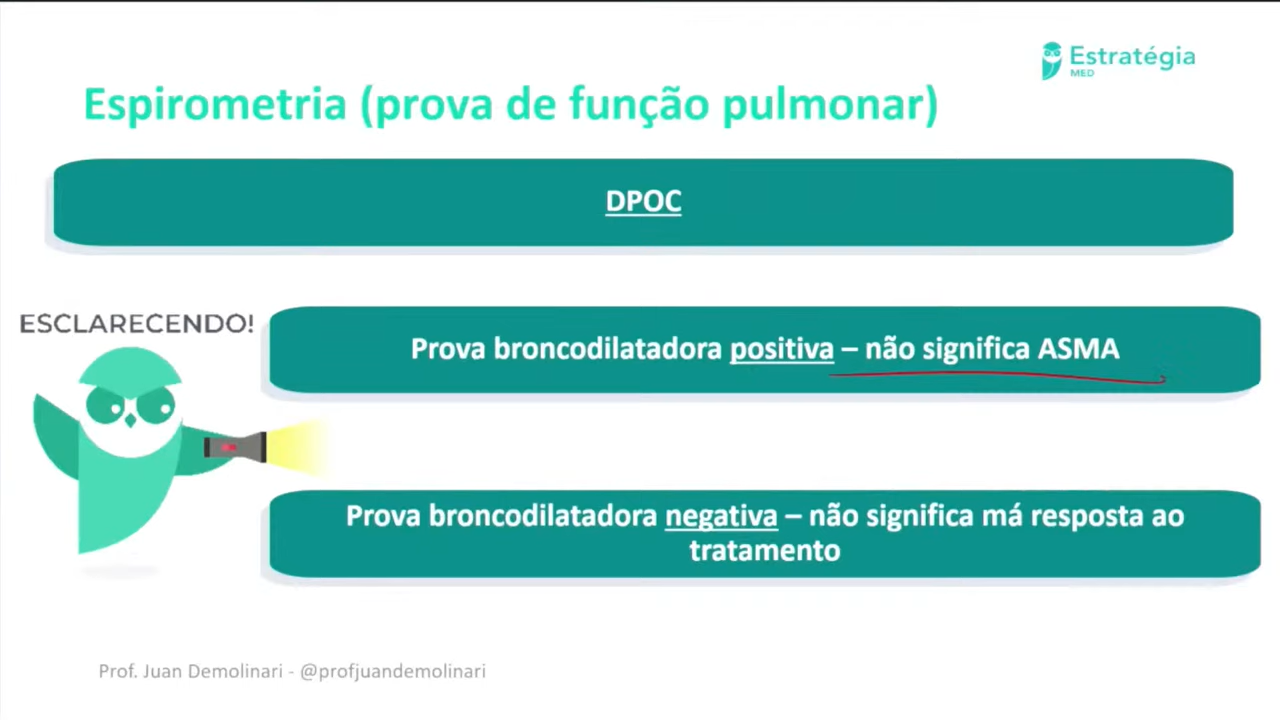 Estratégia
MED
Espirometria (prova de função pulmonar)
DPOC
ESCLARECENDO!
Prova broncodilatadora positiva – não significa ASMA
Prova broncodilatadora negativa – não significa má resposta ao
tratamento
Prof. Juan Demolinari - @profjuandemolinari